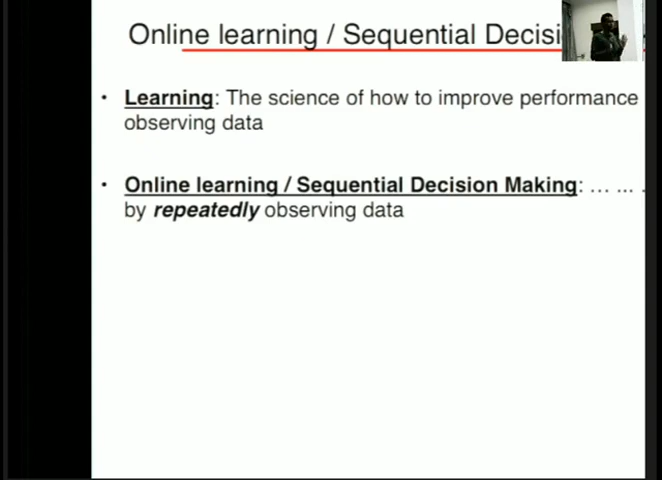 Online learning / Sequential Decisi
• Learning: The science of how to improve performance
observing data
• Online learning / Sequential Decision Making: ... ... .
by repeatedly observing data